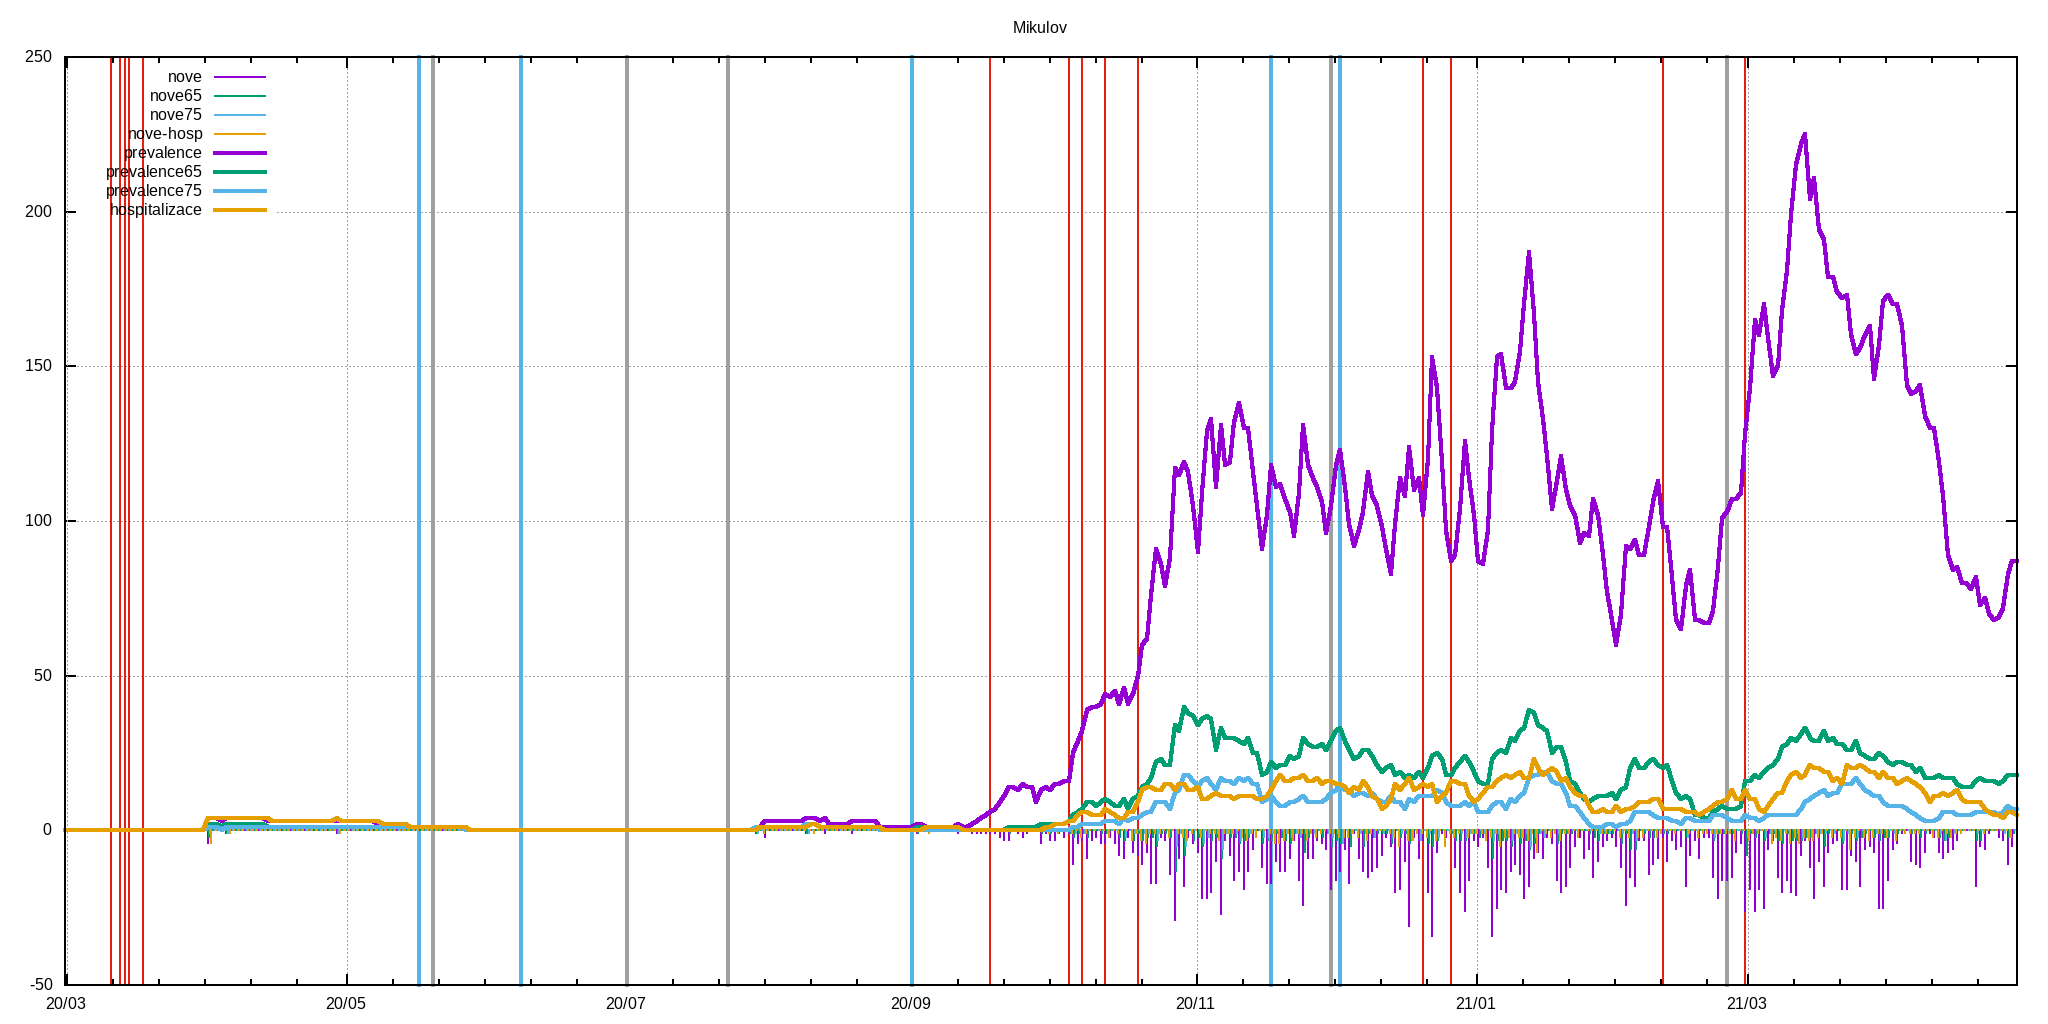 Mikulov
250
200
150
100
50
0
-50
nove
nove65
nove75
nove-hosp
prevalence
prevalence65
prevalence75
hospitalizace
20/03
20/05
20/07
20/09
20/11
21/01
21/03